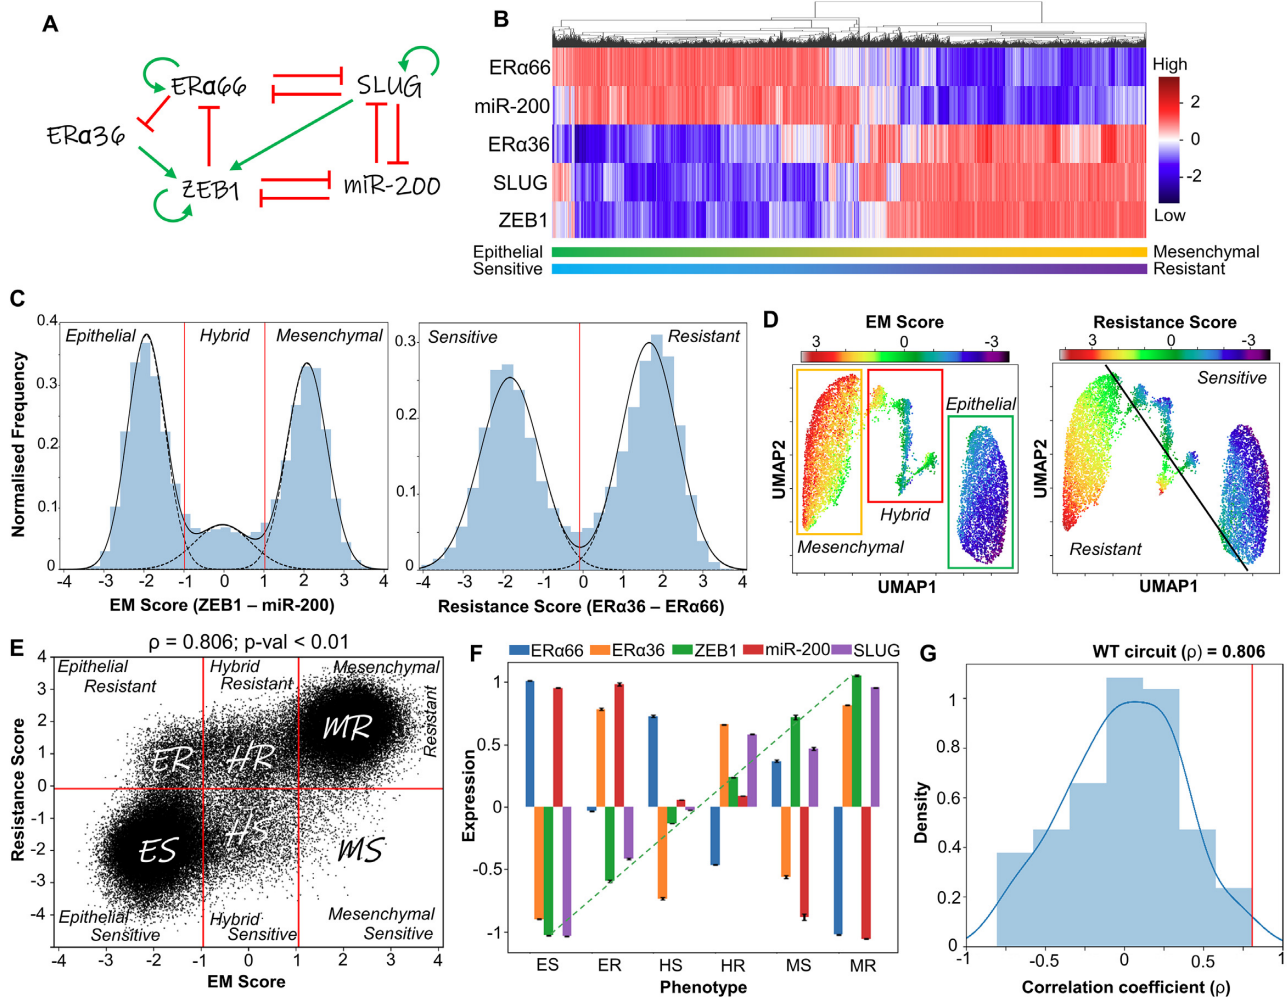 A
ERα66
SLUG
ERα36
ZEB1
miR-200
B
ERα66
miR-200
ERα36
SLUG
ZEB1
High
2
0
-2
Low
Epithelial
Mesenchymal
Sensitive
Resistant
C
Epithelial
Hybrid
Mesenchymal
0.4
0.3
0.2
0.1
0
Normalised Frequency
-4 -3 -2 -1 0 1 2 3 4
EM Score (ZEB1 – miR-200)
Sensitive
Resistant
0.3
0.2
0.1
0
-4 -3 -2 -1 0 1 2 3 4
Resistance Score (ERα36 – ERα66)
D
EM Score
3 0 -3
Epithelial
Hybrid
Mesenchymal
UMAP2
UMAP1
Resistance Score
3 0 -3
Sensitive
Resistant
UMAP2
UMAP1
E
ρ = 0.806; p-val < 0.01
Epithelial
Resistant
Hybrid
Resistant
Mesenchymal
Resistant
ER
HR
MR
ES
HS
MS
Epithelial
Sensitive
Hybrid
Sensitive
Mesenchymal
Sensitive
4
3
2
1
0
-1
-2
-3
-4
Resistance Score
-4 -3 -2 -1 0 1 2 3 4
EM Score
F
ERα66 ERα36 ZEB1 miR-200 SLUG
1
0.5
0
-0.5
-1
Expression
ES ER HS HR MS MR
Phenotype
G
WT circuit (ρ) = 0.806
1
0.8
0.6
0.4
0.2
0
Density
-1 -0.5 0 0.5 1
Correlation coefficient (ρ)